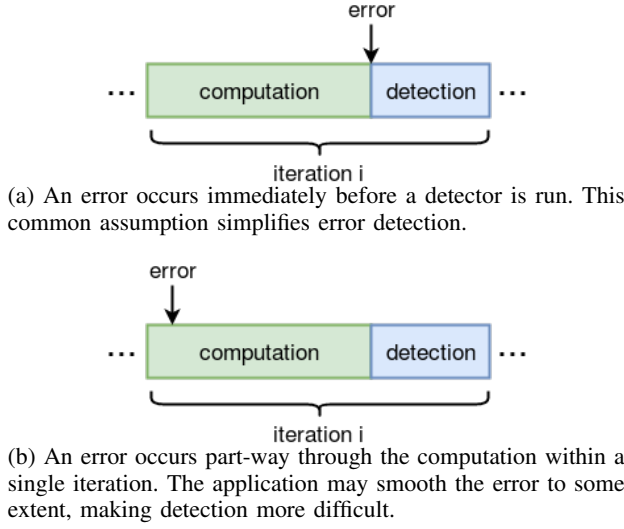 error
... computation detection ...
iteration i
(a) An error occurs immediately before a detector is run. This
common assumption simplifies error detection.
error
... computation detection ...
iteration i
(b) An error occurs part-way through the computation within a
single iteration. The application may smooth the error to some
extent, making detection more difficult.